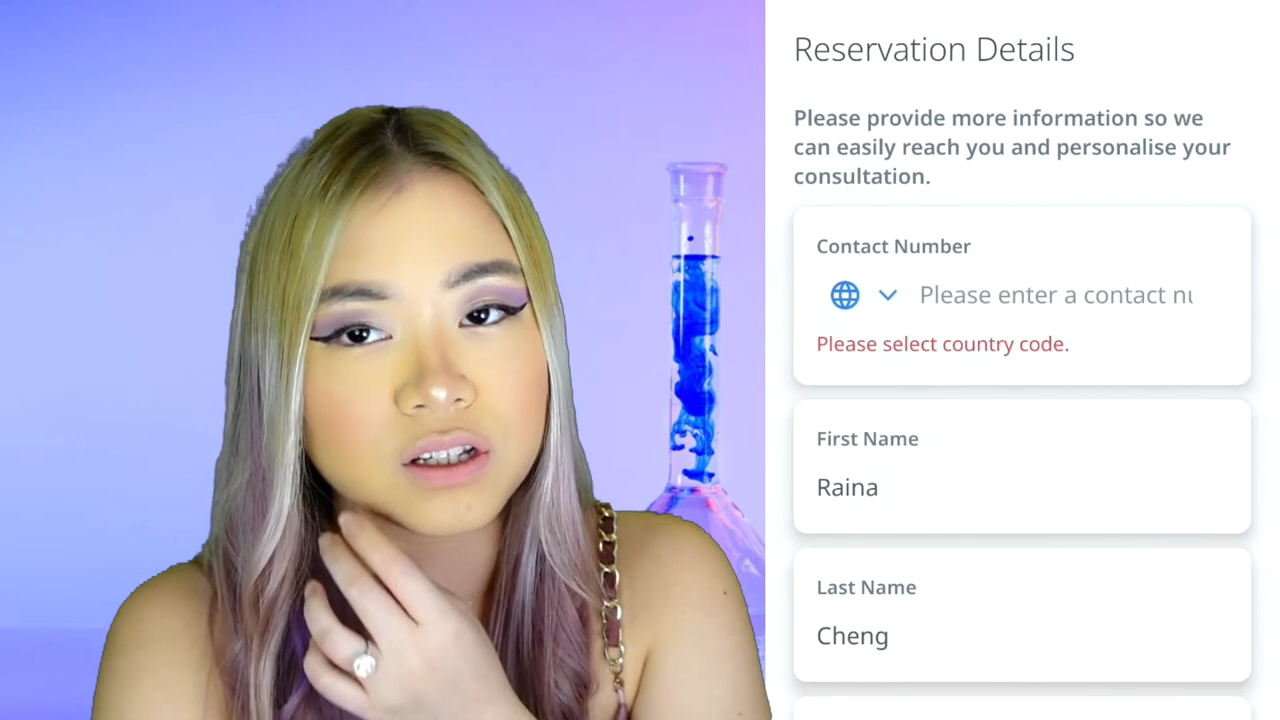 Reservation Details
Please provide more information so we
can easily reach you and personalise your
consultation.
Contact Number
Please enter a contact
Please select country code.
First Name
Raina
Last Name
Cheng